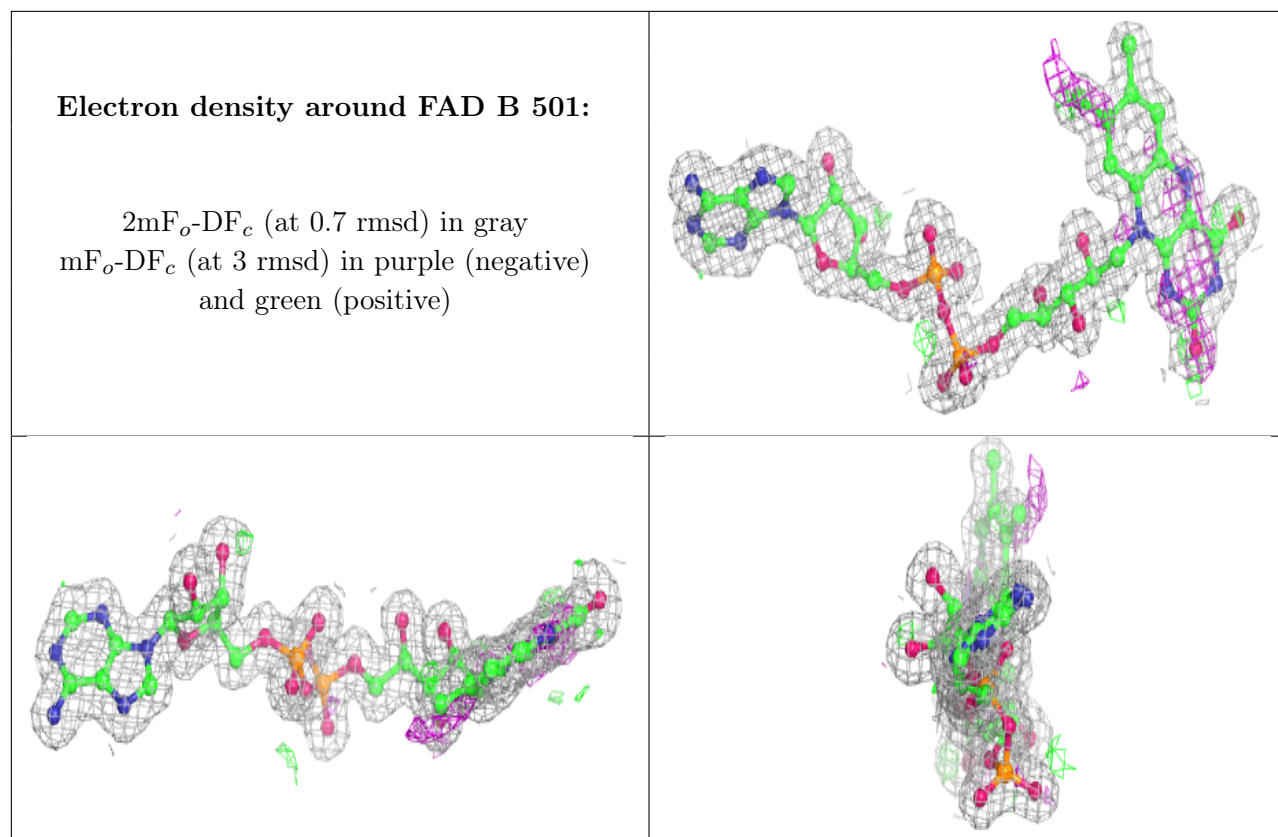 Electron density around FAD B 501:
2mFo-DFc (at 0.7 rmsd) in gray
mFo-DFc (at 3 rmsd) in purple (negative)
and green (positive)